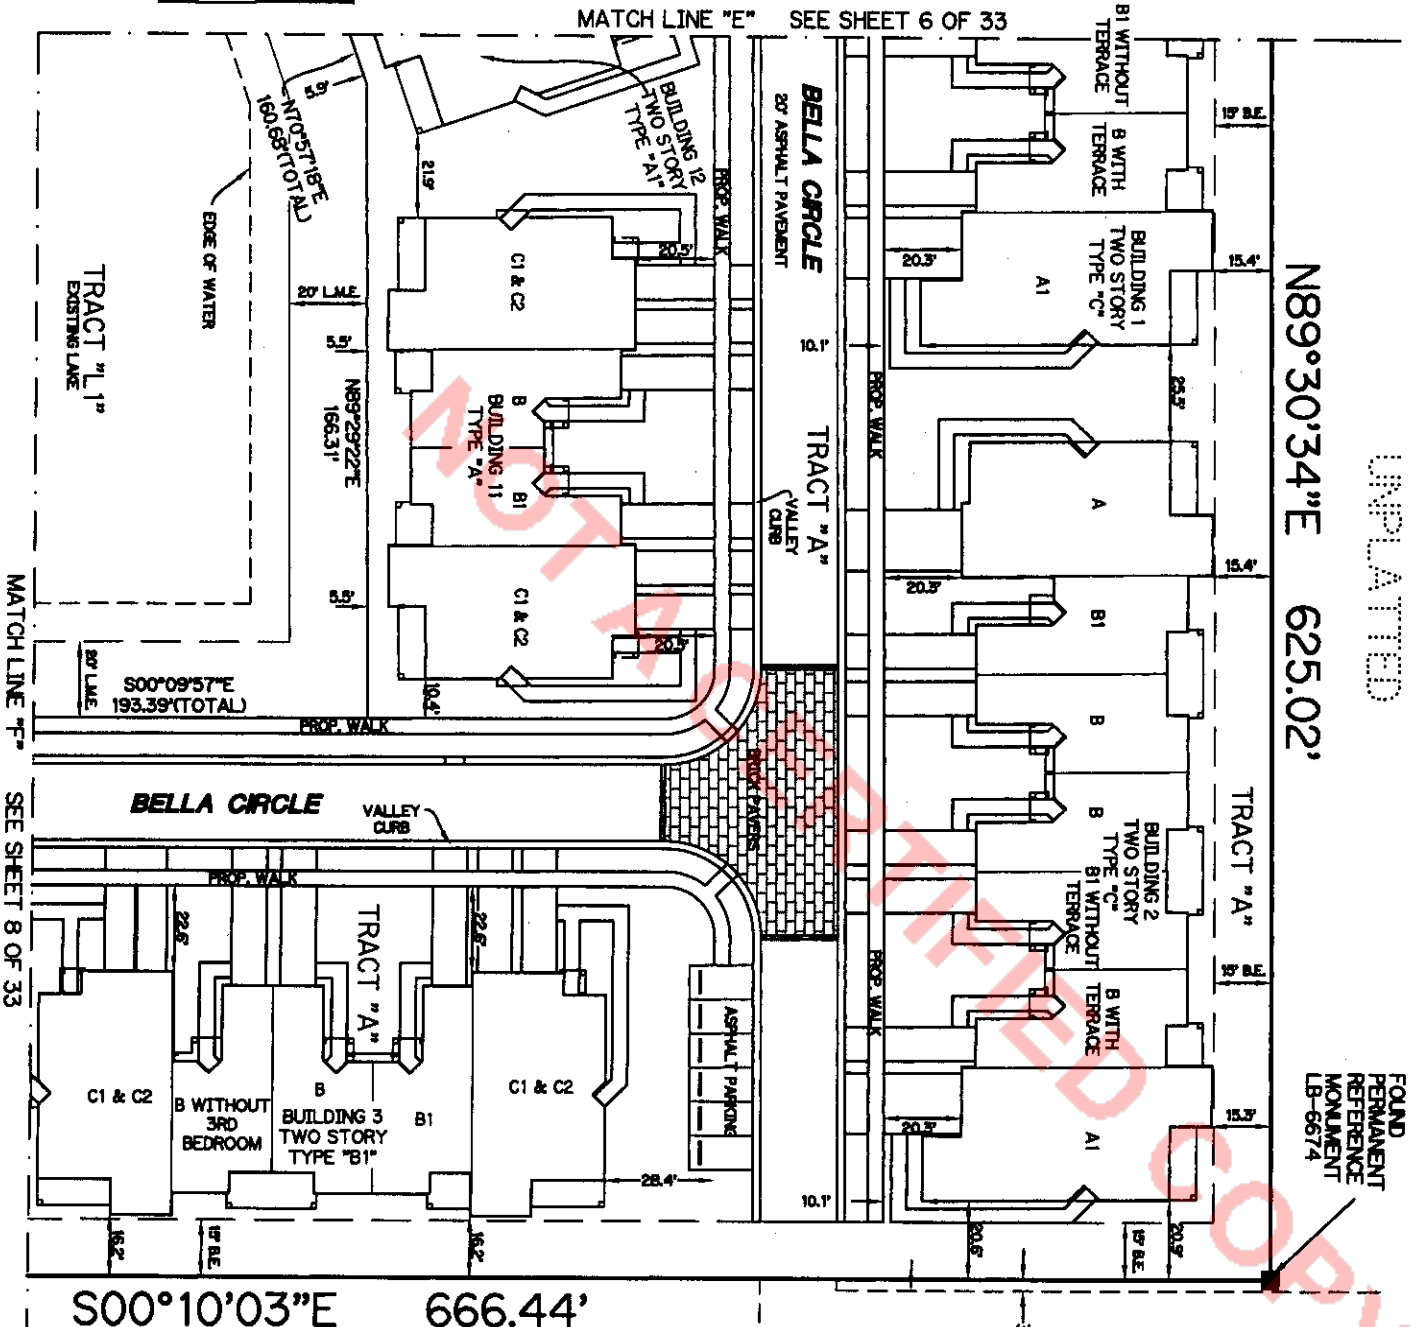 MATCH LINE "E" SEE SHEET 6 OF 33
B1 WITHOUT
TERRACE
B WITH
TERRACE
15' B.E.
BUILDING 1
TWO STORY
TYPE "C"
A1
20.3'
15.4'
10.1'
25.5'
PROP. WALK
N89°30'34"E 625.02'
UNPLATTED
BELLA CIRCLE
20' ASPHALT PAVEMENT
PROP. WALK
BUILDING 12
TWO STORY
TYPE "A1"
5.9'
N70°57'18"E
160.68'(TOTAL)
21.9'
EDGE OF WATER
TRACT "L1"
EXISTING LAKE
20' L.M.E.
5.5'
N89°29'22"E
166.31'
C1 & C2
20.5'
B
BUILDING 11
TYPE "A"
B1
C1 & C2
20.5'
5.5'
10.4'
TRACT "A"
VALLEY
CURB
A
20.3'
15.4'
B1
B
B
BUILDING 2
TWO STORY
TYPE "C"
B1 WITHOUT
TERRACE
B WITH
TERRACE
TRACT "A"
15' B.E.
PROP. WALK
A1
20.3'
15.3'
10.1'
20.6'
15' B.E.
20.9'
FOUND
PERMANENT
REFERENCE
MONUMENT
LB-6674
20' L.M.E.
S00°09'57"E
193.39'(TOTAL)
PROP. WALK
BRICK PAVERS
BELLA CIRCLE
VALLEY
CURB
PROP. WALK
22.6'
22.6'
TRACT "A"
ASPHALT PARKING
C1 & C2
B WITHOUT
3RD
BEDROOM
B
BUILDING 3
TWO STORY
TYPE "B1"
B1
C1 & C2
28.4'
16.2'
15' B.E.
16.2'
S00°10'03"E 666.44'
MATCH LINE "F" SEE SHEET 8 OF 33
NOT A CERTIFIED COPY